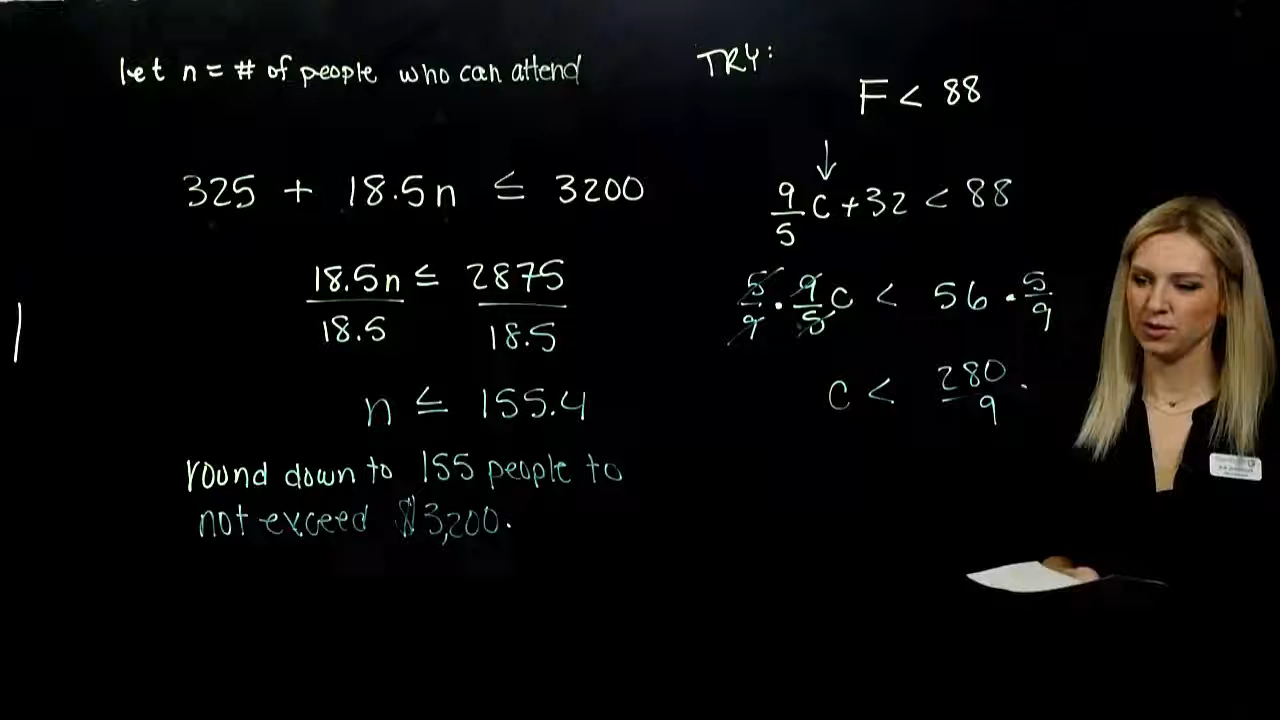 let n = # of people who can attend
325 + 18.5n ≤ 3200
18.5n ≤ 2875
18.5 18.5
n ≤ 155.4
round down to 155 people to
not exceed $3,200.
TRY:
F < 88
↓
9/5 C + 32 < 88
5/9 · 9/5 C < 56 · 5/9
C < 280/9